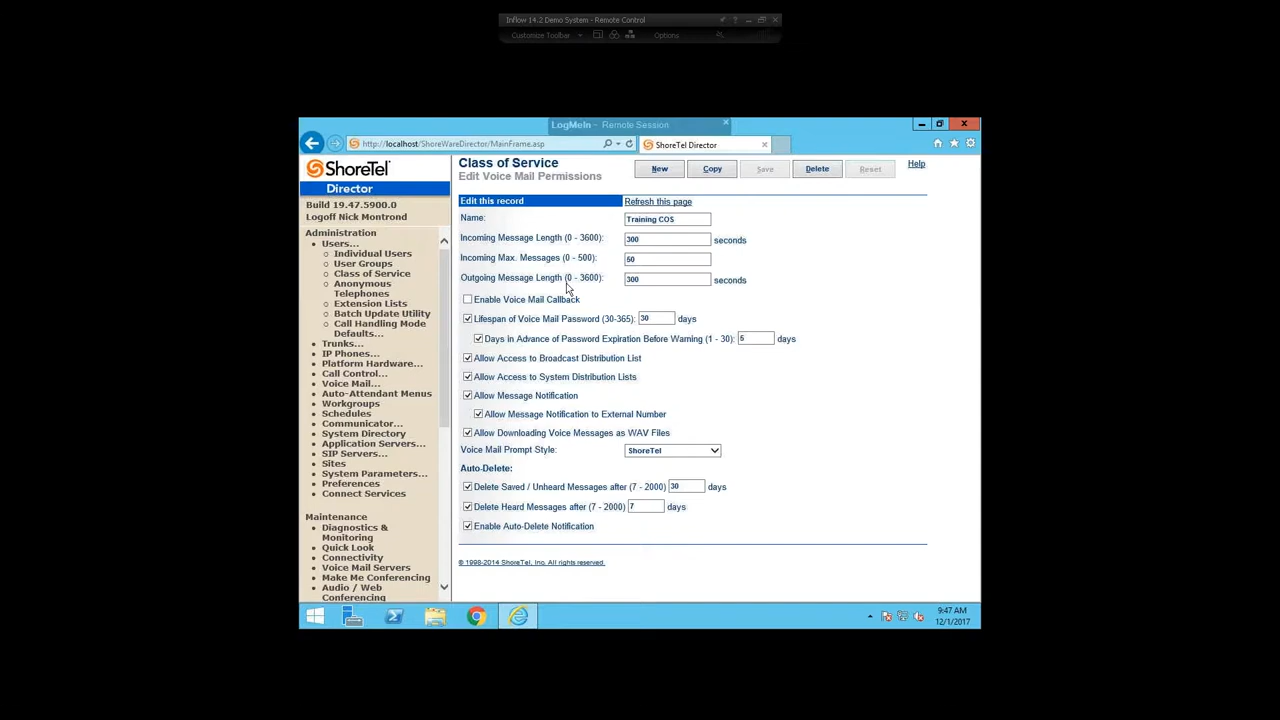 Inflow 14.2 Demo System - Remote Control
Customize Toolbar
Options
LogMeIn - Remote Session
http://localhost/ShoreWareDirector/MainFrame.asp
ShoreTel Director
ShoreTel
Director
Build 19.47.5900.0
Logoff Nick Montrond
Administration
Users...
Individual Users
User Groups
Class of Service
Anonymous
Telephones
Extension Lists
Batch Update Utility
Call Handling Mode
Defaults...
Trunks...
IP Phones...
Platform Hardware...
Call Control...
Voice Mail...
Auto-Attendant Menus
Workgroups
Schedules
Communicator...
System Directory
Application Servers...
SIP Servers...
Sites
System Parameters...
Preferences
Connect Services
Maintenance
Diagnostics &
Monitoring
Quick Look
Connectivity
Voice Mail Servers
Make Me Conferencing
Audio / Web
Conferencing
Class of Service
Edit Voice Mail Permissions
New Copy Save Delete Reset Help
Edit this record Refresh this page
Name: Training COS
Incoming Message Length (0 - 3600): 300 seconds
Incoming Max. Messages (0 - 500): 50
Outgoing Message Length (0 - 3600): 300 seconds
Enable Voice Mail Callback
Lifespan of Voice Mail Password (30-365): 30 days
Days in Advance of Password Expiration Before Warning (1 - 30): 5 days
Allow Access to Broadcast Distribution List
Allow Access to System Distribution Lists
Allow Message Notification
Allow Message Notification to External Number
Allow Downloading Voice Messages as WAV Files
Voice Mail Prompt Style: ShoreTel
Auto-Delete:
Delete Saved / Unheard Messages after (7 - 2000) 30 days
Delete Heard Messages after (7 - 2000) 7 days
Enable Auto-Delete Notification
© 1998-2014 ShoreTel, Inc. All rights reserved.
9:47 AM
12/1/2017